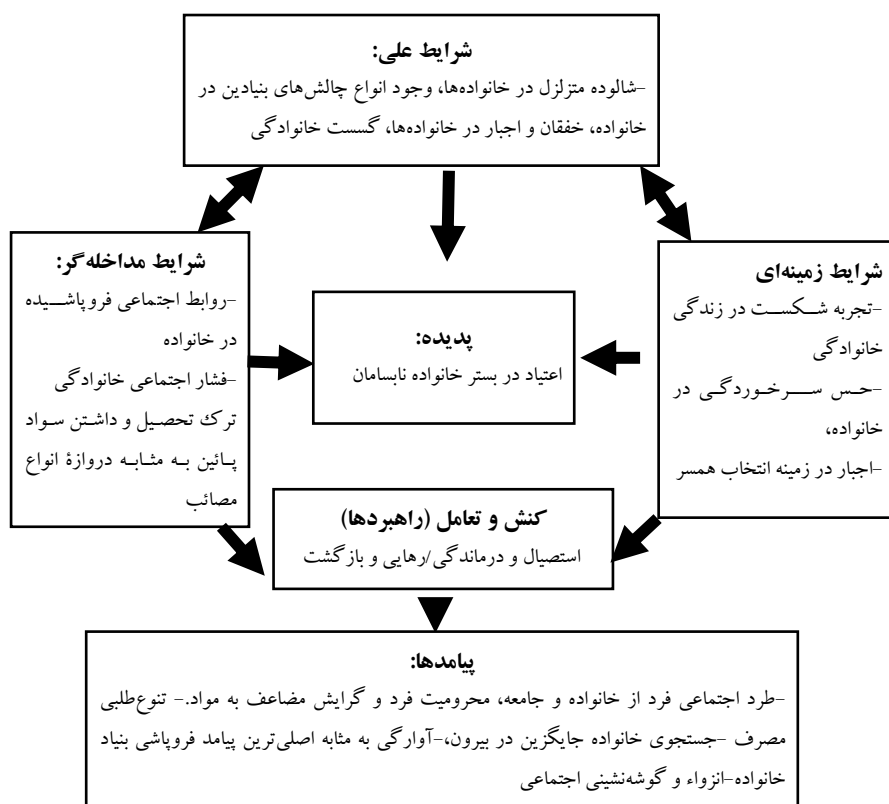 شرایط علی:
-شالوده متزلزل در خانواده‌ها، وجود انواع چالش‌های بنیادین در
خانواده، خفقان و اجبار در خانواده‌ها، گسست خانوادگی
شرایط زمینه‌ای
-تجربه شکست در زندگی
خانوادگی
-حس سرخوردگی در
خانواده،
-اجبار در زمینه انتخاب همسر
پدیده:
اعتیاد در بستر خانواده نابسامان
شرایط مداخله‌گر:
-روابط اجتماعی فروپاشیده
در خانواده
-فشار اجتماعی خانوادگی
ترک تحصیل و داشتن سواد
پائین به مثابه دروازهٔ انواع
مصائب
کنش و تعامل (راهبردها)
استصیال و درماندگی/رهایی و بازگشت
پیامدها:
-طرد اجتماعی فرد از خانواده و جامعه، محرومیت فرد و گرایش مضاعف به مواد.- تنوع‌طلبی
مصرف -جستجوی خانواده جایگزین در بیرون،-آوارگی به مثابه اصلی‌ترین پیامد فروپاشی بنیاد
خانواده-انزواء و گوشه‌نشینی اجتماعی